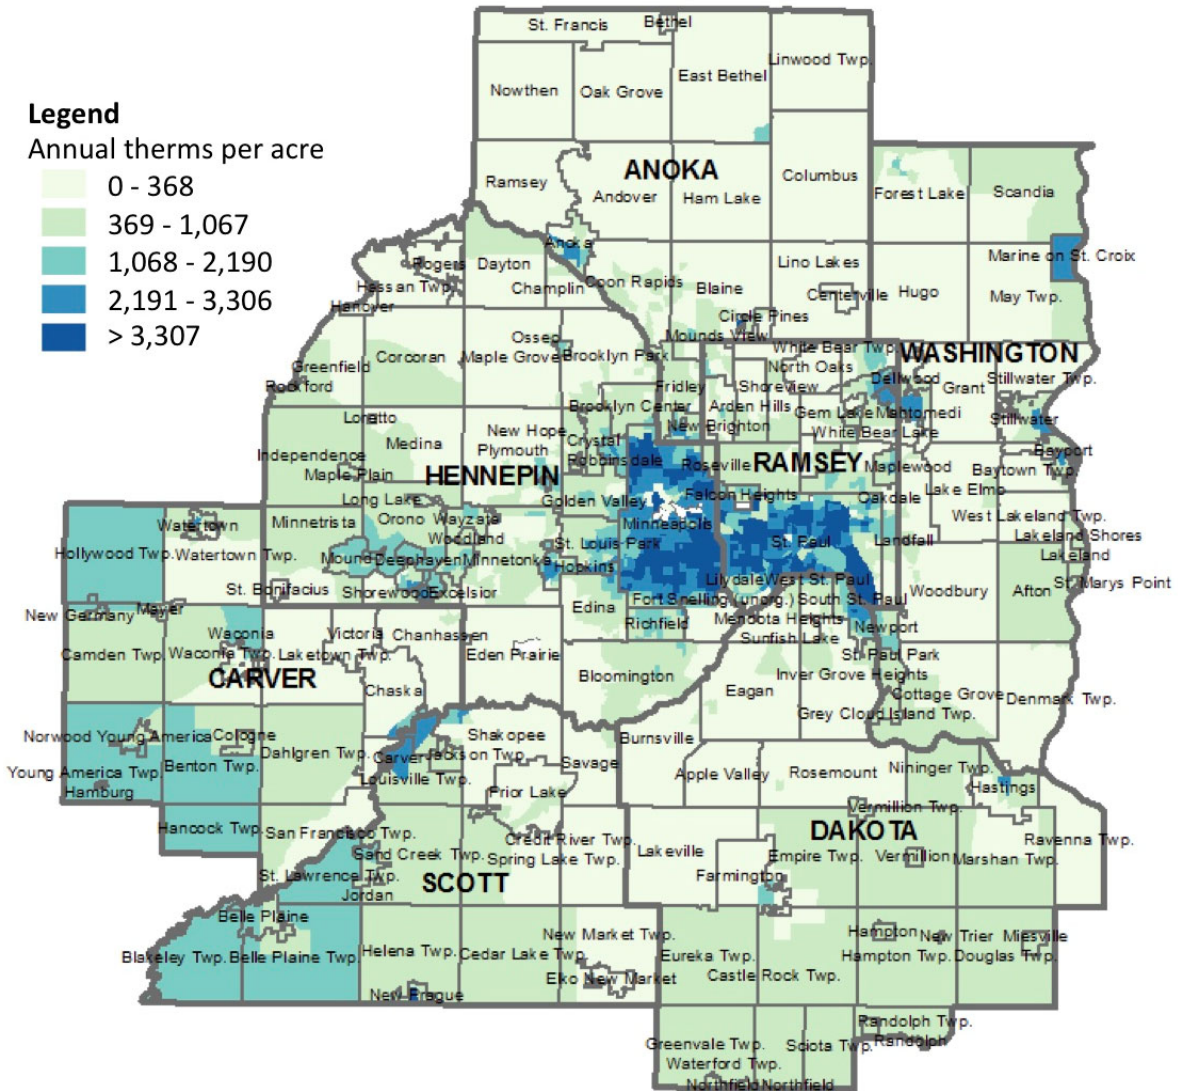 St. Francis
Bethel
Linwood Twp.
East Bethel
Nowthen
Oak Grove
Legend
Annual therms per acre
0 - 368
369 - 1,067
1,068 - 2,190
2,191 - 3,306
> 3,307
ANOKA
Columbus
Ramsey
Andover
Ham Lake
Forest Lake
Scandia
Anoka
Rogers
Dayton
Lino Lakes
Marine on St. Croix
Hassan Twp.
Champlin
Coon Rapids
Blaine
Centerville
Hugo
May Twp.
Hanover
Circle Pines
Osseo
Mounds View
White Bear Twp.
WASHINGTON
Corcoran
Maple Grove
Brooklyn Park
Greenfield
North Oaks
Rockford
Fridley
Shoreview
Dellwood
Grant
Stillwater Twp.
Loretto
Brooklyn Center
Arden Hills
Gem Lake
Mahtomedi
Stillwater
Medina
New Hope
Crystal
New Brighton
White Bear Lake
Independence
Plymouth
Robbinsdale
Roseville
RAMSEY
Maplewood
Bayport
Baytown Twp.
Maple Plain
HENNEPIN
Long Lake
Golden Valley
Falcon Heights
Oakdale
Lake Elmo
Watertown
Minnetrista
Orono
Wayzata
Minneapolis
West Lakeland Twp.
Woodland
Lakeland Shores
Hollywood Twp.
Watertown Twp.
Mound
Deephaven
Minnetonka
St. Louis Park
St. Paul
Landfall
Lakeland
Hopkins
St. Bonifacius
Shorewood
Excelsior
Lilydale
West St. Paul
Woodbury
Afton
St. Marys Point
New Germany
Mayer
Edina
Fort Snelling (unorg.)
South St. Paul
Waconia
Victoria
Chanhassen
Richfield
Mendota Heights
Newport
Sunfish Lake
Camden Twp.
Waconia Twp.
Laketown Twp.
Eden Prairie
St. Paul Park
CARVER
Chaska
Bloomington
Inver Grove Heights
Eagan
Cottage Grove
Denmark Twp.
Grey Cloud Island Twp.
Norwood Young America
Cologne
Shakopee
Burnsville
Dahlgren Twp.
Carver
Jackson Twp.
Savage
Young America Twp.
Benton Twp.
Louisville Twp.
Apple Valley
Rosemount
Nininger Twp.
Hamburg
Prior Lake
Hastings
Vermillion Twp.
Hancock Twp.
San Francisco Twp.
Credit River Twp.
DAKOTA
Ravenna Twp.
Sand Creek Twp.
Spring Lake Twp.
Lakeville
Empire Twp.
Vermillion
Marshan Twp.
St. Lawrence Twp.
SCOTT
Farmington
Jordan
Belle Plaine
New Market Twp.
Hampton
New Trier
Miesville
Blakeley Twp.
Belle Plaine Twp.
Helena Twp.
Cedar Lake Twp.
Eureka Twp.
Hampton Twp.
Douglas Twp.
Elko New Market
Castle Rock Twp.
New Prague
Randolph Twp.
Greenvale Twp.
Sciota Twp.
Randolph
Waterford Twp.
Northfield
Northfield